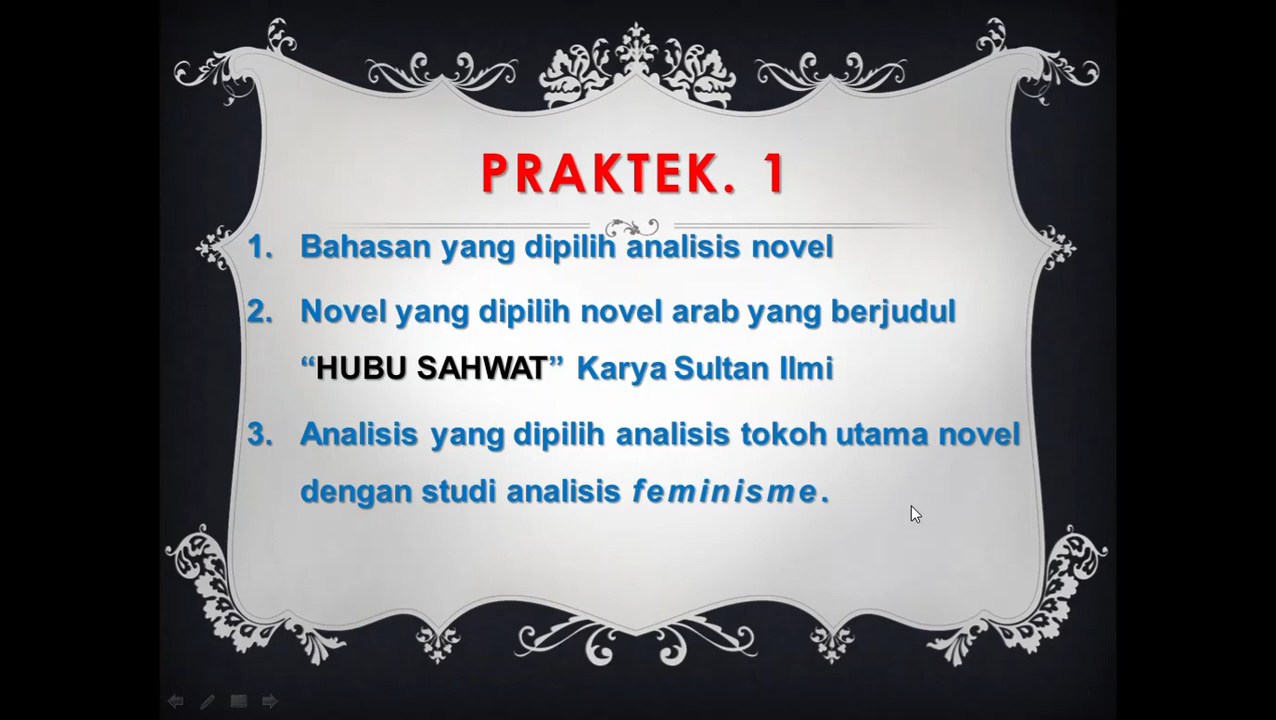 PRAKTEK. 1
1. Bahasan yang dipilih analisis novel
2. Novel yang dipilih novel arab yang berjudul
“HUBU SAHWAT” Karya Sultan Ilmi
3. Analisis yang dipilih analisis tokoh utama novel
dengan studi analisis feminisme.